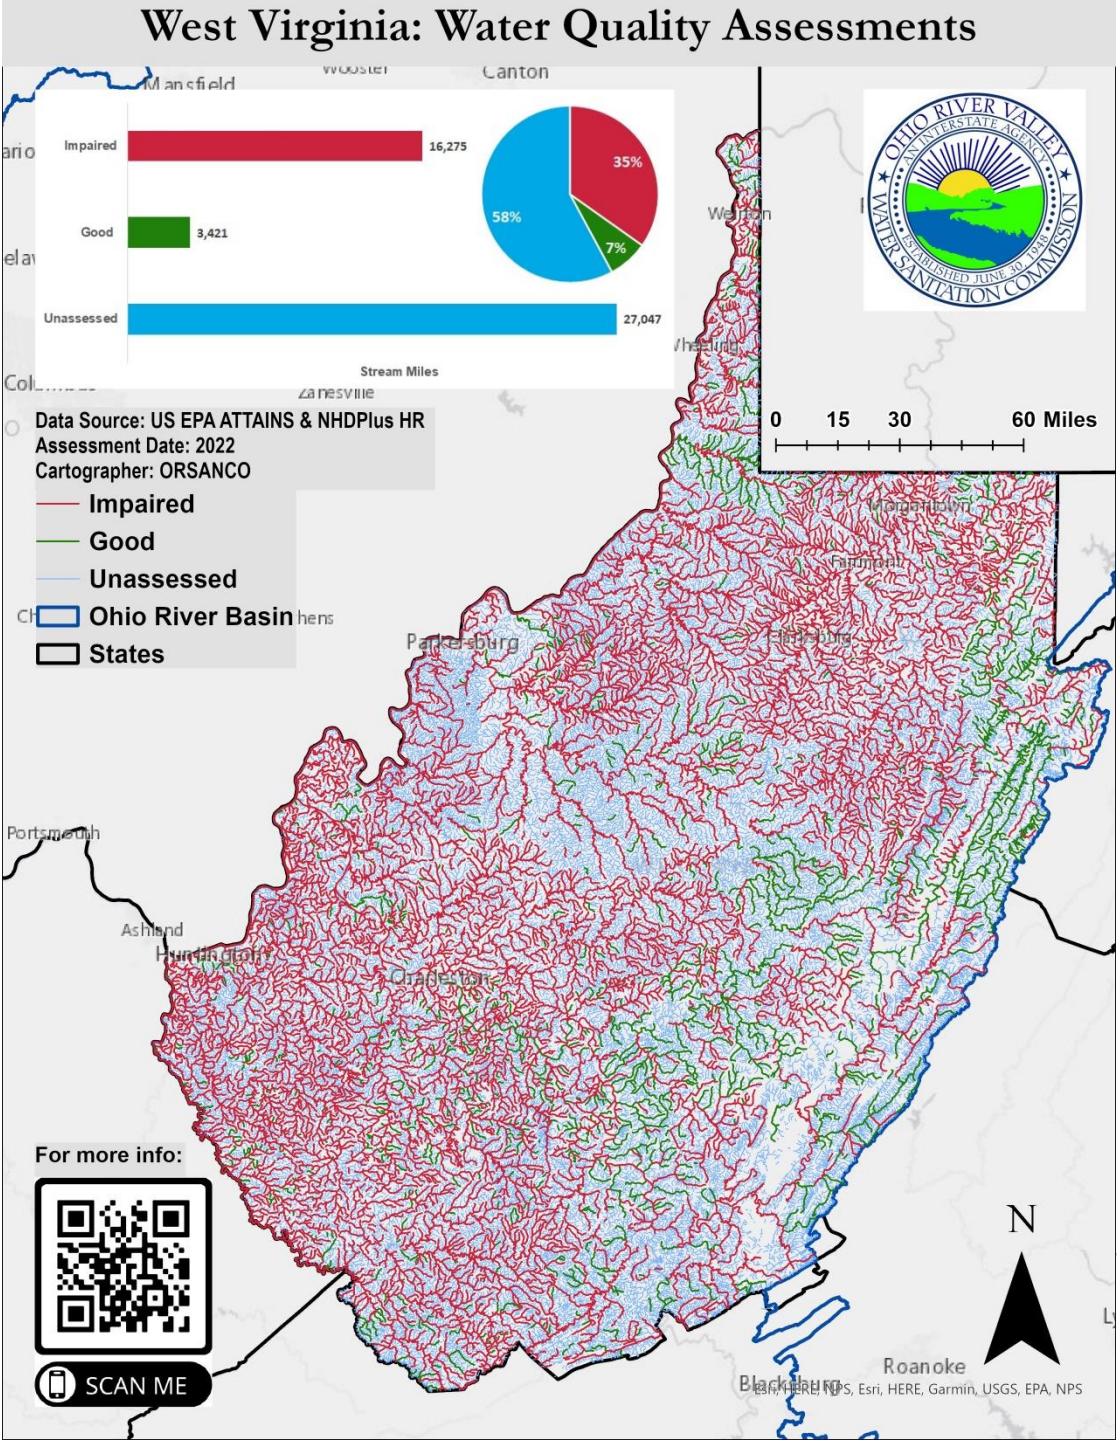 West Virginia: Water Quality Assessments
Wooster
Canton
Mansfield
Impaired
16,275
Good
3,421
Unassessed
27,047
Stream Miles
35%
7%
58%
OHIO RIVER VALLEY
AN INTERSTATE AGENCY
ESTABLISHED JUNE 30, 1948
WATER SANITATION COMMISSION
Weirton
Wheeling
Zanesville
0 15 30 60 Miles
Data Source: US EPA ATTAINS & NHDPlus HR
Assessment Date: 2022
Cartographer: ORSANCO
Impaired
Good
Unassessed
Ohio River Basin
States
hens
Morgantown
Fairmont
Clarksburg
Parkersburg
Portsmouth
Ashland
Huntington
Charleston
For more info:
SCAN ME
N
Roanoke
Blacksburg
Esri, HERE, NPS, Esri, HERE, Garmin, USGS, EPA, NPS